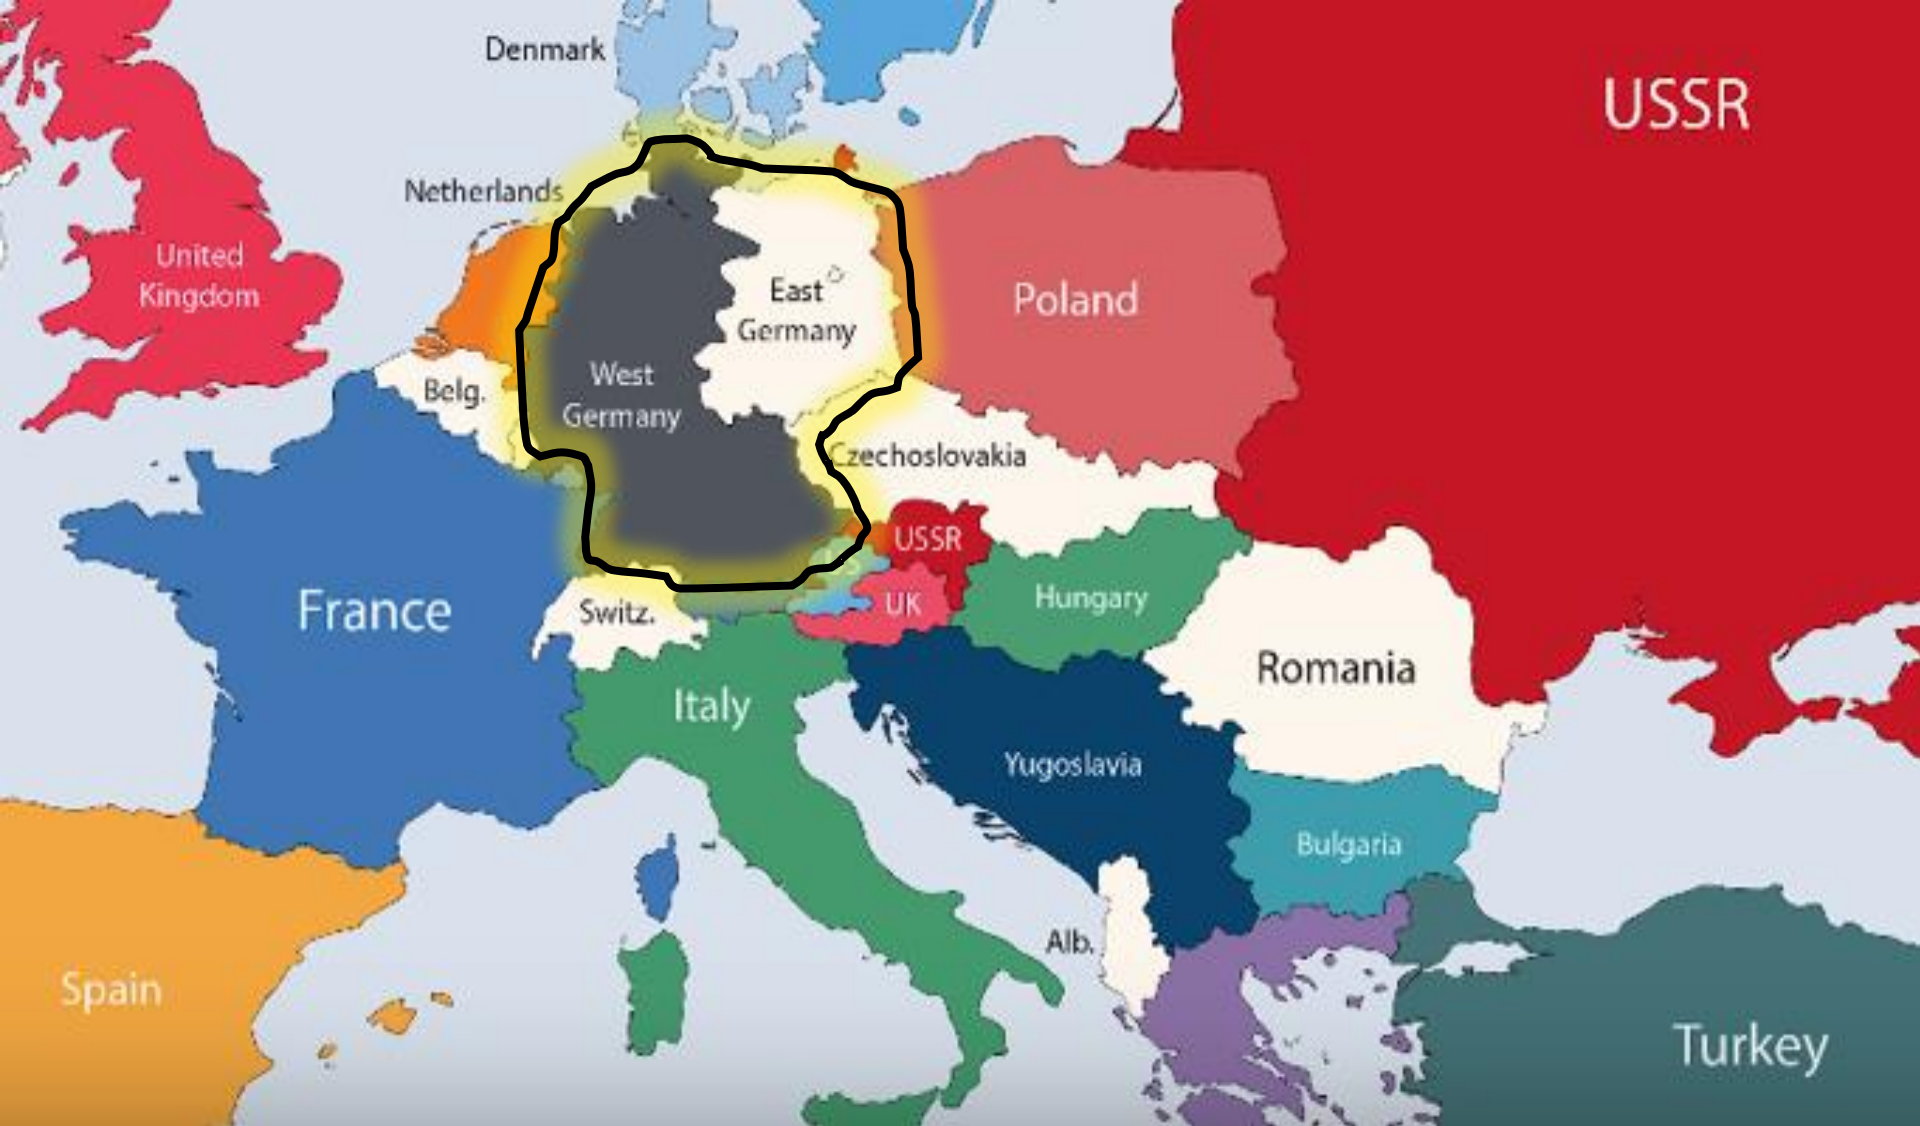 Denmark
USSR
Netherlands
United
Kingdom
East
Germany
Poland
West
Germany
Belg.
Czechoslovakia
USSR
France
Switz.
UK
Hungary
Romania
Italy
Yugoslavia
Bulgaria
Alb.
Spain
Turkey